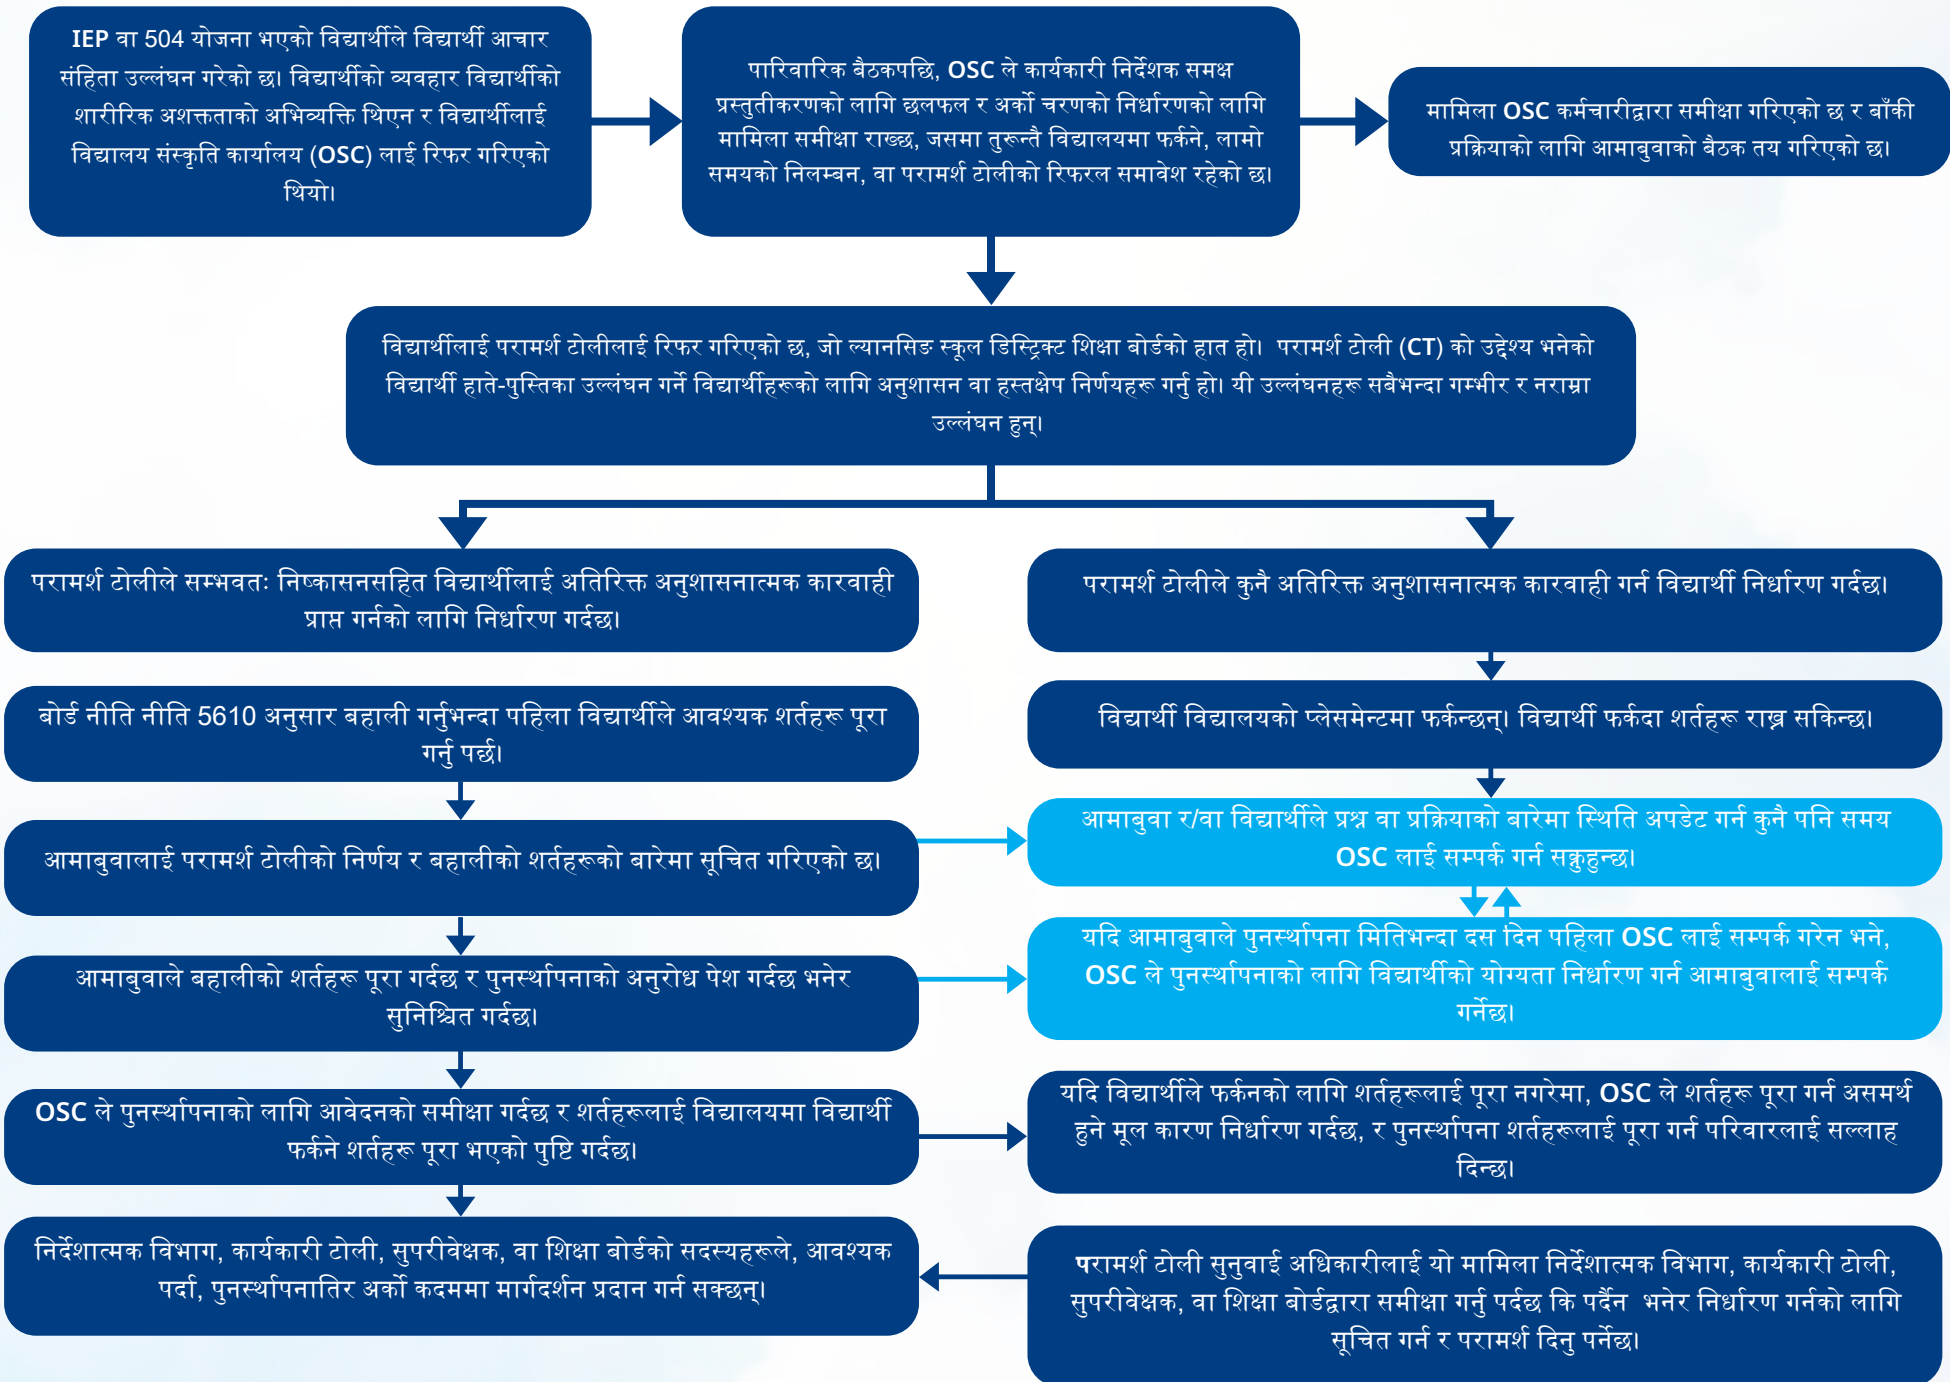 IEP वा 504 योजना भएको विद्यार्थीले विद्यार्थी आचार
संहिता उल्लंघन गरेको छ। विद्यार्थीको व्यवहार विद्यार्थीको
शारीरिक अशक्तताको अभिव्यक्ति थिएन र विद्यार्थीलाई
विद्यालय संस्कृति कार्यालय (OSC) लाई रिफर गरिएको
थियो।
पारिवारिक बैठकपछि, OSC ले कार्यकारी निर्देशक समक्ष
प्रस्तुतीकरणको लागि छलफल र अर्को चरणको निर्धारणको लागि
मामिला समीक्षा राख्छ, जसमा तुरून्तै विद्यालयमा फर्कने, लामो
समयको निलम्बन, वा परामर्श टोलीको रिफरल समावेश रहेको छ।
मामिला OSC कर्मचारीद्वारा समीक्षा गरिएको छ र बाँकी
प्रक्रियाको लागि आमाबुवाको बैठक तय गरिएको छ।
विद्यार्थीलाई परामर्श टोलीलाई रिफर गरिएको छ, जो ल्यानसिङ स्कूल डिस्ट्रिक्ट शिक्षा बोर्डको हात हो। परामर्श टोली (CT) को उद्देश्य भनेको
विद्यार्थी हाते-पुस्तिका उल्लंघन गर्ने विद्यार्थीहरूको लागि अनुशासन वा हस्तक्षेप निर्णयहरू गर्नु हो। यी उल्लंघनहरू सबैभन्दा गम्भीर र नराम्रा
उल्लंघन हुन्।
परामर्श टोलीले सम्भवतः निष्कासनसहित विद्यार्थीलाई अतिरिक्त अनुशासनात्मक कारवाही
प्राप्त गर्नको लागि निर्धारण गर्दछ।
परामर्श टोलीले कुनै अतिरिक्त अनुशासनात्मक कारवाही गर्न विद्यार्थी निर्धारण गर्दछ।
बोर्ड नीति नीति 5610 अनुसार बहाली गर्नुभन्दा पहिला विद्यार्थीले आवश्यक शर्तहरू पूरा
गर्नु पर्छ।
विद्यार्थी विद्यालयको प्लेसमेन्टमा फर्कन्छन्। विद्यार्थी फर्कदा शर्तहरू राख्न सकिन्छ।
आमाबुवालाई परामर्श टोलीको निर्णय र बहालीको शर्तहरूको बारेमा सूचित गरिएको छ।
आमाबुवा र/वा विद्यार्थीले प्रश्न वा प्रक्रियाको बारेमा स्थिति अपडेट गर्न कुनै पनि समय
OSC लाई सम्पर्क गर्न सक्नुहुन्छ।
आमाबुवाले बहालीको शर्तहरू पूरा गर्दछ र पुनर्स्थापनाको अनुरोध पेश गर्दछ भनेर
सुनिश्चित गर्दछ।
यदि आमाबुवाले पुनर्स्थापना मितिभन्दा दस दिन पहिला OSC लाई सम्पर्क गरेन भने,
OSC ले पुनर्स्थापनाको लागि विद्यार्थीको योग्यता निर्धारण गर्न आमाबुवालाई सम्पर्क
गर्नेछ।
OSC ले पुनर्स्थापनाको लागि आवेदनको समीक्षा गर्दछ र शर्तहरूलाई विद्यालयमा विद्यार्थी
फर्कने शर्तहरू पूरा भएको पुष्टि गर्दछ।
यदि विद्यार्थीले फर्कनको लागि शर्तहरूलाई पूरा नगरेमा, OSC ले शर्तहरू पूरा गर्न असमर्थ
हुने मूल कारण निर्धारण गर्दछ, र पुनर्स्थापना शर्तहरूलाई पूरा गर्न परिवारलाई सल्लाह
दिन्छ।
निर्देशात्मक विभाग, कार्यकारी टोली, सुपरीवेक्षक, वा शिक्षा बोर्डको सदस्यहरूले, आवश्यक
पर्दा, पुनर्स्थापनातिर अर्को कदममा मार्गदर्शन प्रदान गर्न सक्छन्।
परामर्श टोली सुनुवाई अधिकारीलाई यो मामिला निर्देशात्मक विभाग, कार्यकारी टोली,
सुपरीवेक्षक, वा शिक्षा बोर्डद्वारा समीक्षा गर्नु पर्दछ कि पर्दैन भनेर निर्धारण गर्नको लागि
सूचित गर्न र परामर्श दिनु पर्नेछ।